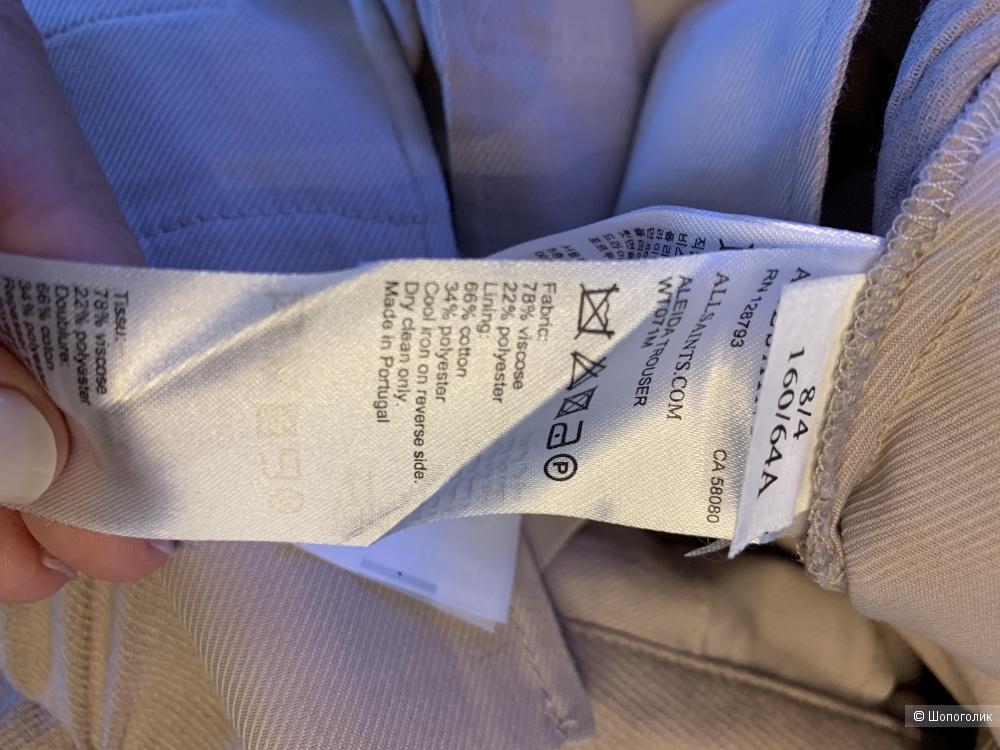 8/4
160/64A
RN 128793
CA 58080
ALLSAINTS.COM
ALEIDA TROUSER
WT071M
P
Fabric:
78% viscose
22% polyester
Lining:
66% cotton
34% polyester
Cool iron on reverse side.
Dry clean only.
Made in Portugal
Tissu:
78% viscose
22% polyester
Doublure:
66% coton
34% polyester
© Шопоголик